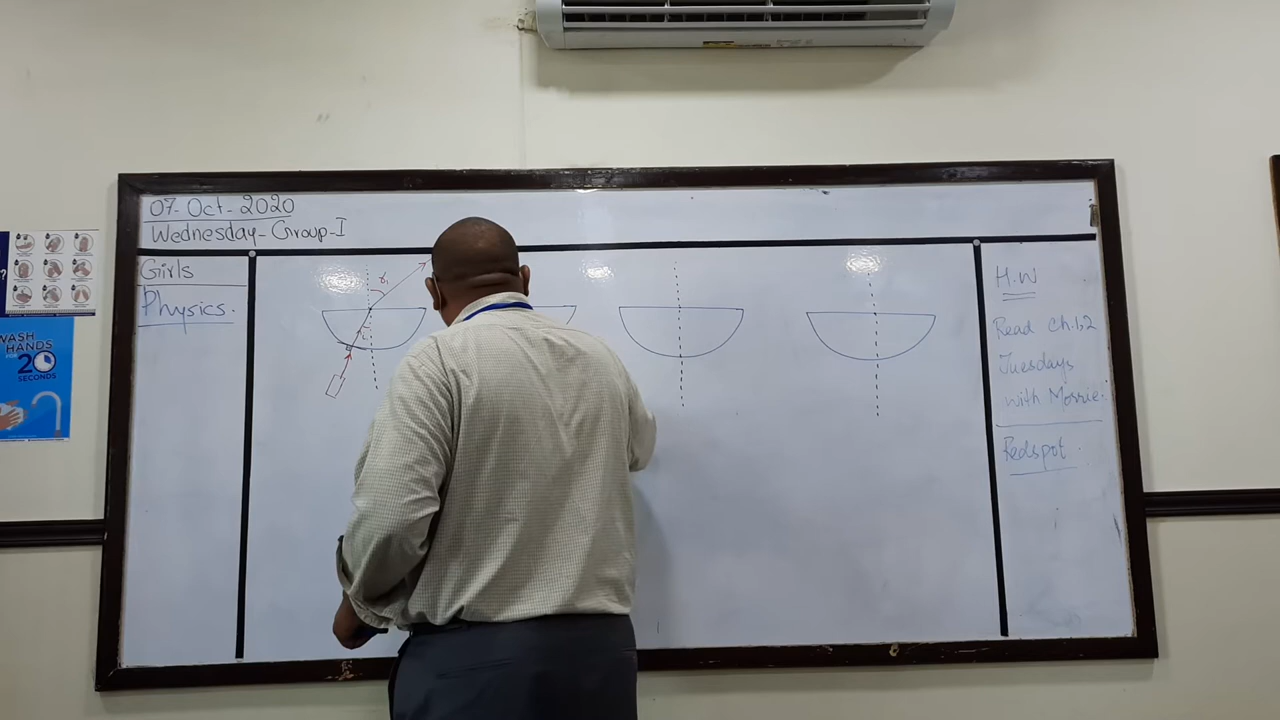 07-Oct-2020
Wednesday-Group-I
Girls
Physics.
H.W
Read Ch.1,2
Tuesdays
with Morrie.
Redspot.
?
WASH
HANDS
FOR 20
SECONDS